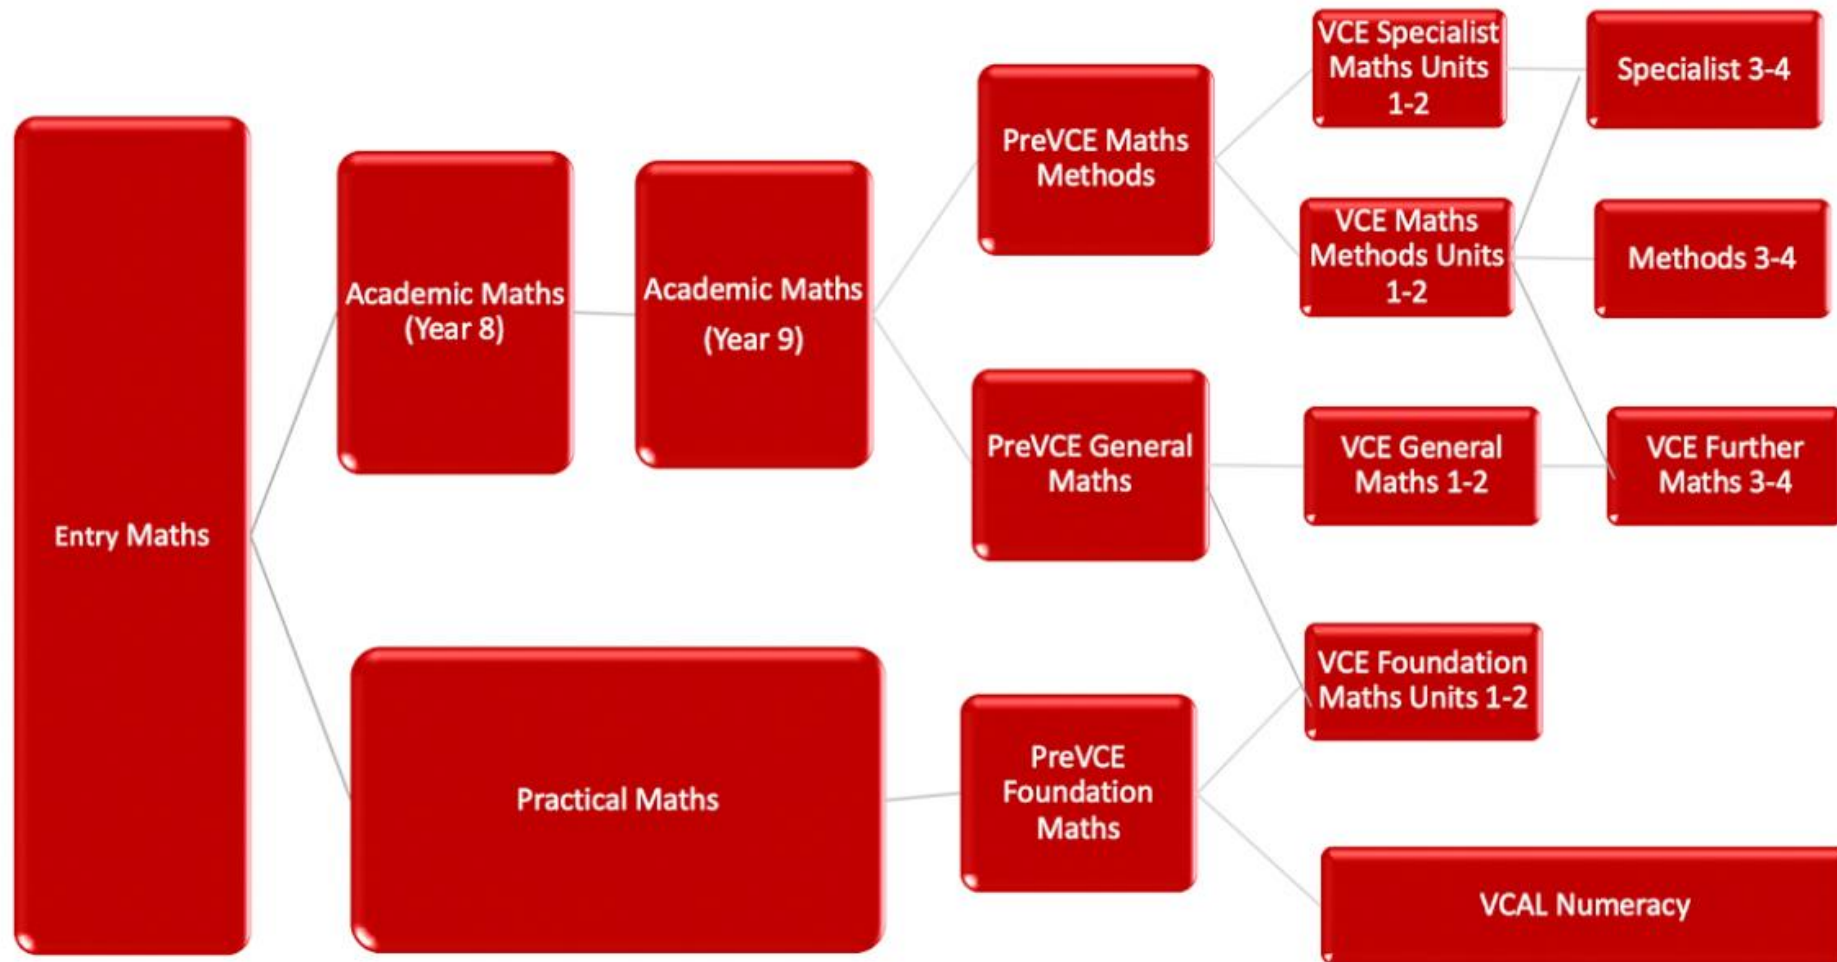 Entry Maths
Academic Maths
(Year 8)
Academic Maths
(Year 9)
Practical Maths
PreVCE Maths
Methods
PreVCE General
Maths
PreVCE
Foundation
Maths
VCE Specialist
Maths Units
1-2
VCE Maths
Methods Units
1-2
VCE General
Maths 1-2
VCE Foundation
Maths Units 1-2
VCAL Numeracy
Specialist 3-4
Methods 3-4
VCE Further
Maths 3-4